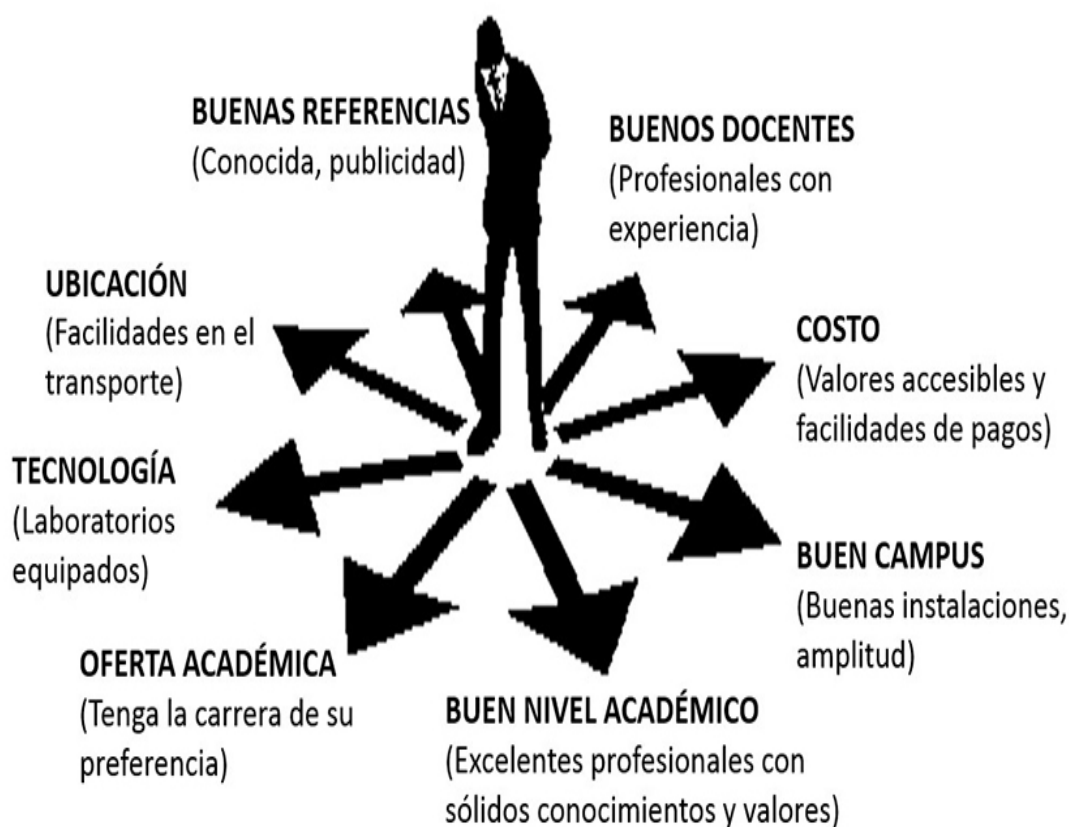 BUENAS REFERENCIAS
(Conocida, publicidad)
BUENOS DOCENTES
(Profesionales con
experiencia)
UBICACIÓN
(Facilidades en el
transporte)
COSTO
(Valores accesibles y
facilidades de pagos)
TECNOLOGÍA
(Laboratorios
equipados)
BUEN CAMPUS
(Buenas instalaciones,
amplitud)
OFERTA ACADÉMICA
(Tenga la carrera de su
preferencia)
BUEN NIVEL ACADÉMICO
(Excelentes profesionales con
sólidos conocimientos y valores)